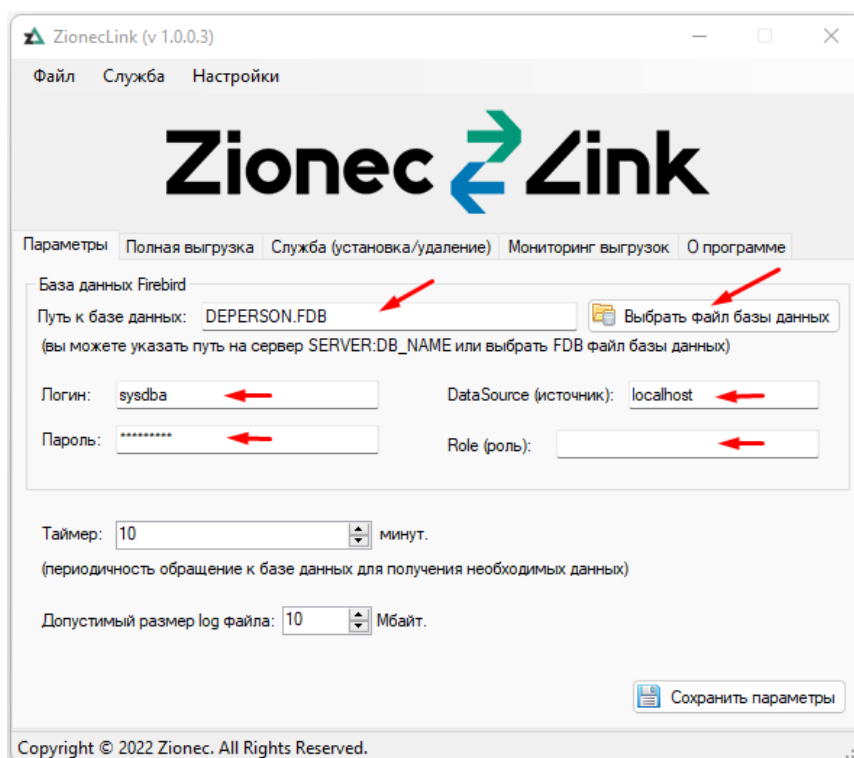 ZionecLink (v 1.0.0.3)
Файл Служба Настройки
Zionec Link
Параметры Полная выгрузка Служба (установка/удаление) Мониторинг выгрузок О программе
База данных Firebird
Путь к базе данных: DEPERSON.FDB Выбрать файл базы данных
(вы можете указать путь на сервер SERVER:DB_NAME или выбрать FDB файл базы данных)
Логин: sysdba DataSource (источник): localhost
Пароль: ********* Role (роль):
Таймер: 10 минут.
(периодичность обращение к базе данных для получения необходимых данных)
Допустимый размер log файла: 10 Мбайт.
Сохранить параметры
Copyright © 2022 Zionec. All Rights Reserved.